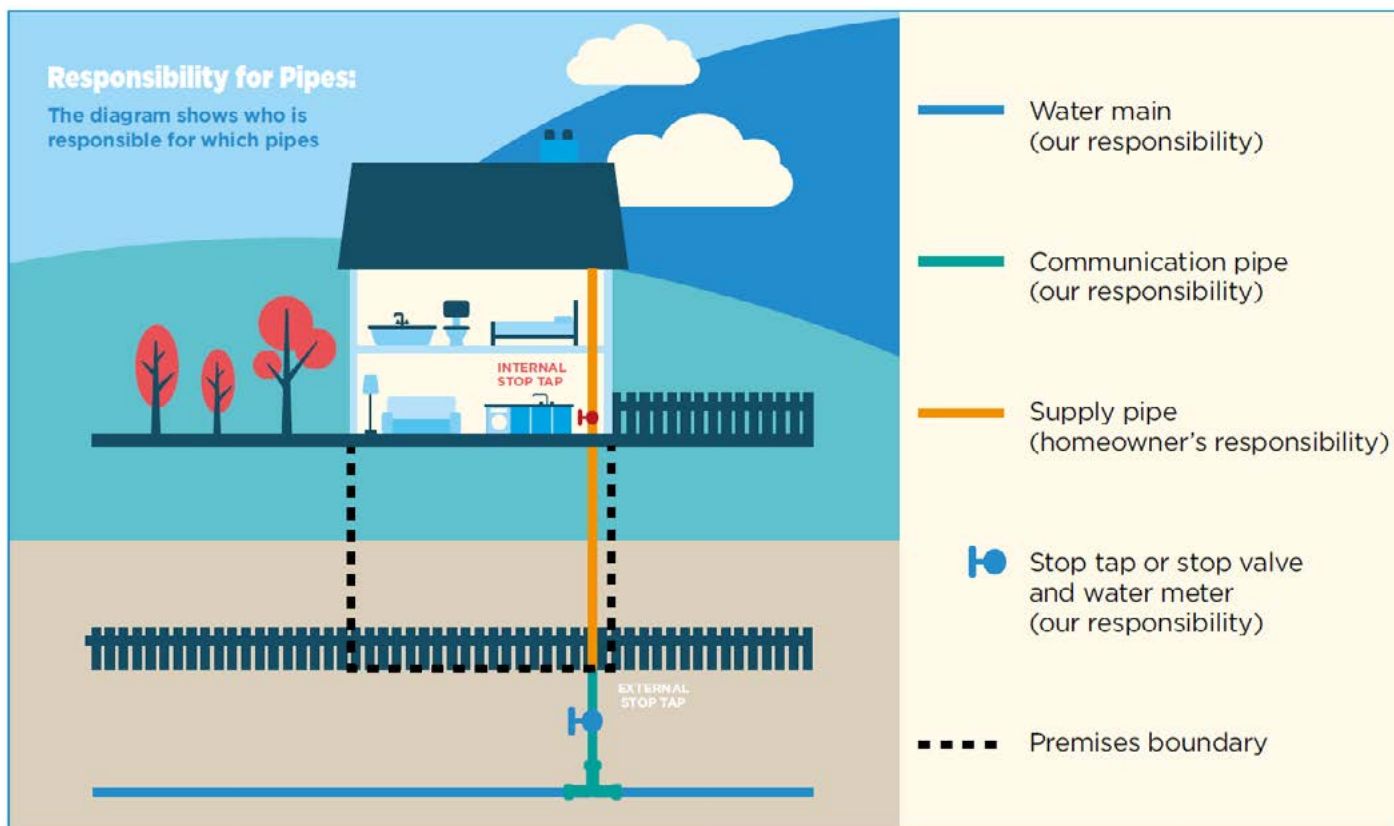 Responsibility for Pipes:
The diagram shows who is
responsible for which pipes
INTERNAL
STOP TAP
EXTERNAL
STOP TAP
Water main
(our responsibility)
Communication pipe
(our responsibility)
Supply pipe
(homeowner’s responsibility)
Stop tap or stop valve
and water meter
(our responsibility)
Premises boundary